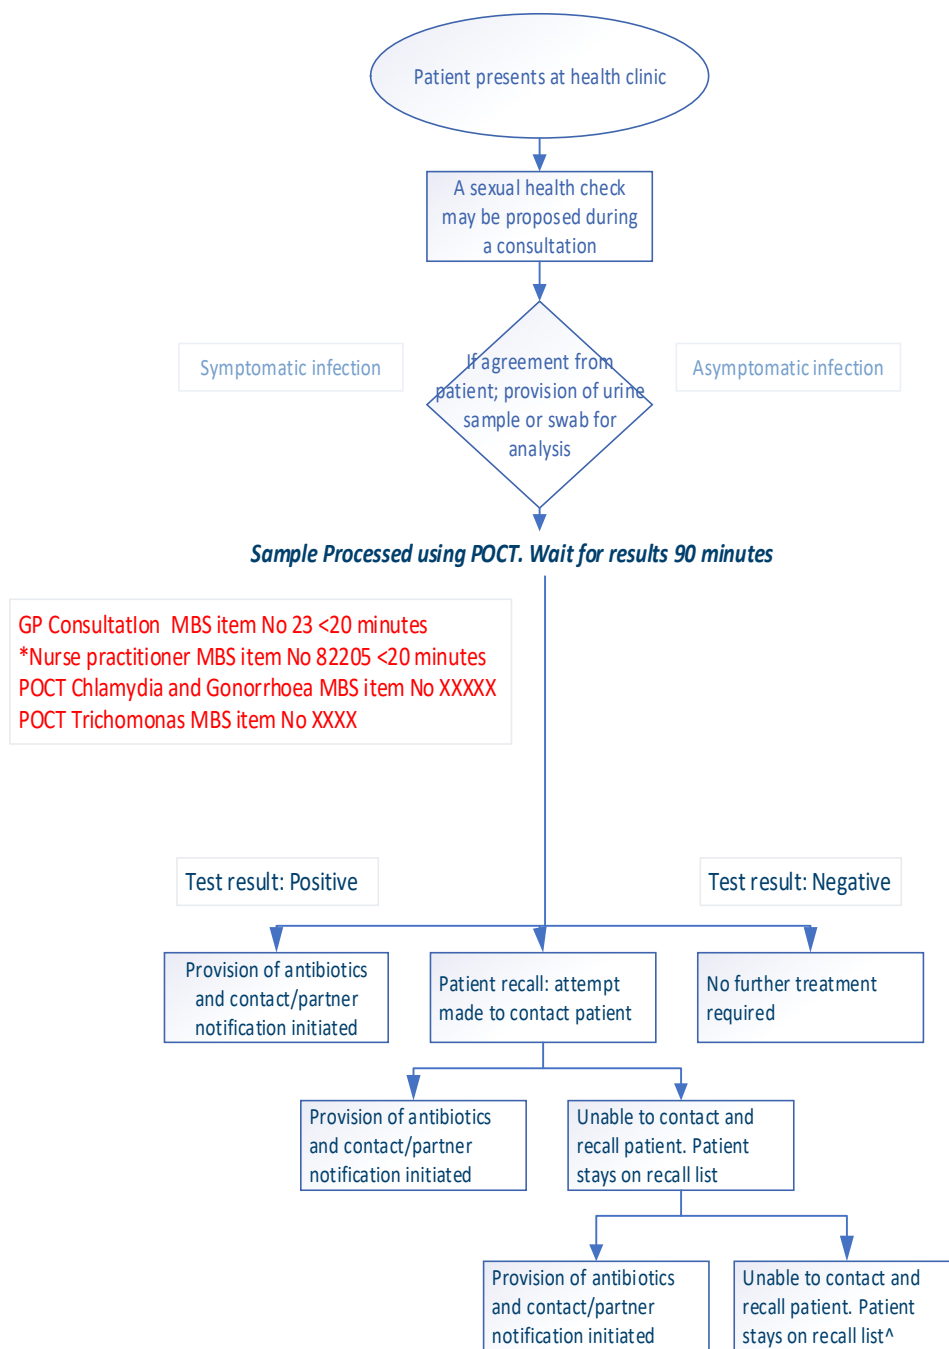 Patient presents at health clinic
A sexual health check
may be proposed during
a consultation
Symptomatic infection
If agreement from
patient; provision of urine
sample or swab for
analysis
Asymptomatic infection
Sample Processed using POCT. Wait for results 90 minutes
GP Consultation MBS item No 23 <20 minutes
*Nurse practitioner MBS item No 82205 <20 minutes
POCT Chlamydia and Gonorrhoea MBS item No XXXXX
POCT Trichomonas MBS item No XXXX
Test result: Positive
Test result: Negative
Provision of antibiotics
and contact/partner
notification initiated
Patient recall: attempt
made to contact patient
No further treatment
required
Provision of antibiotics
and contact/partner
notification initiated
Unable to contact and
recall patient. Patient
stays on recall list
Provision of antibiotics
and contact/partner
notification initiated
Unable to contact and
recall patient. Patient
stays on recall list^